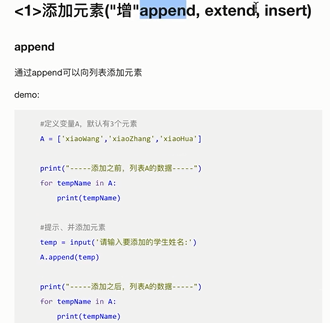 <1>添加元素("增"append, extend, insert)
append
通过append可以向列表添加元素
demo:
#定义变量A，默认有3个元素
A = ['xiaoWang','xiaoZhang','xiaoHua']
print("-----添加之前，列表A的数据-----")
for tempName in A:
    print(tempName)
#提示、并添加元素
temp = input('请输入要添加的学生姓名:')
A.append(temp)
print("-----添加之后，列表A的数据-----")
for tempName in A:
    print(tempName)